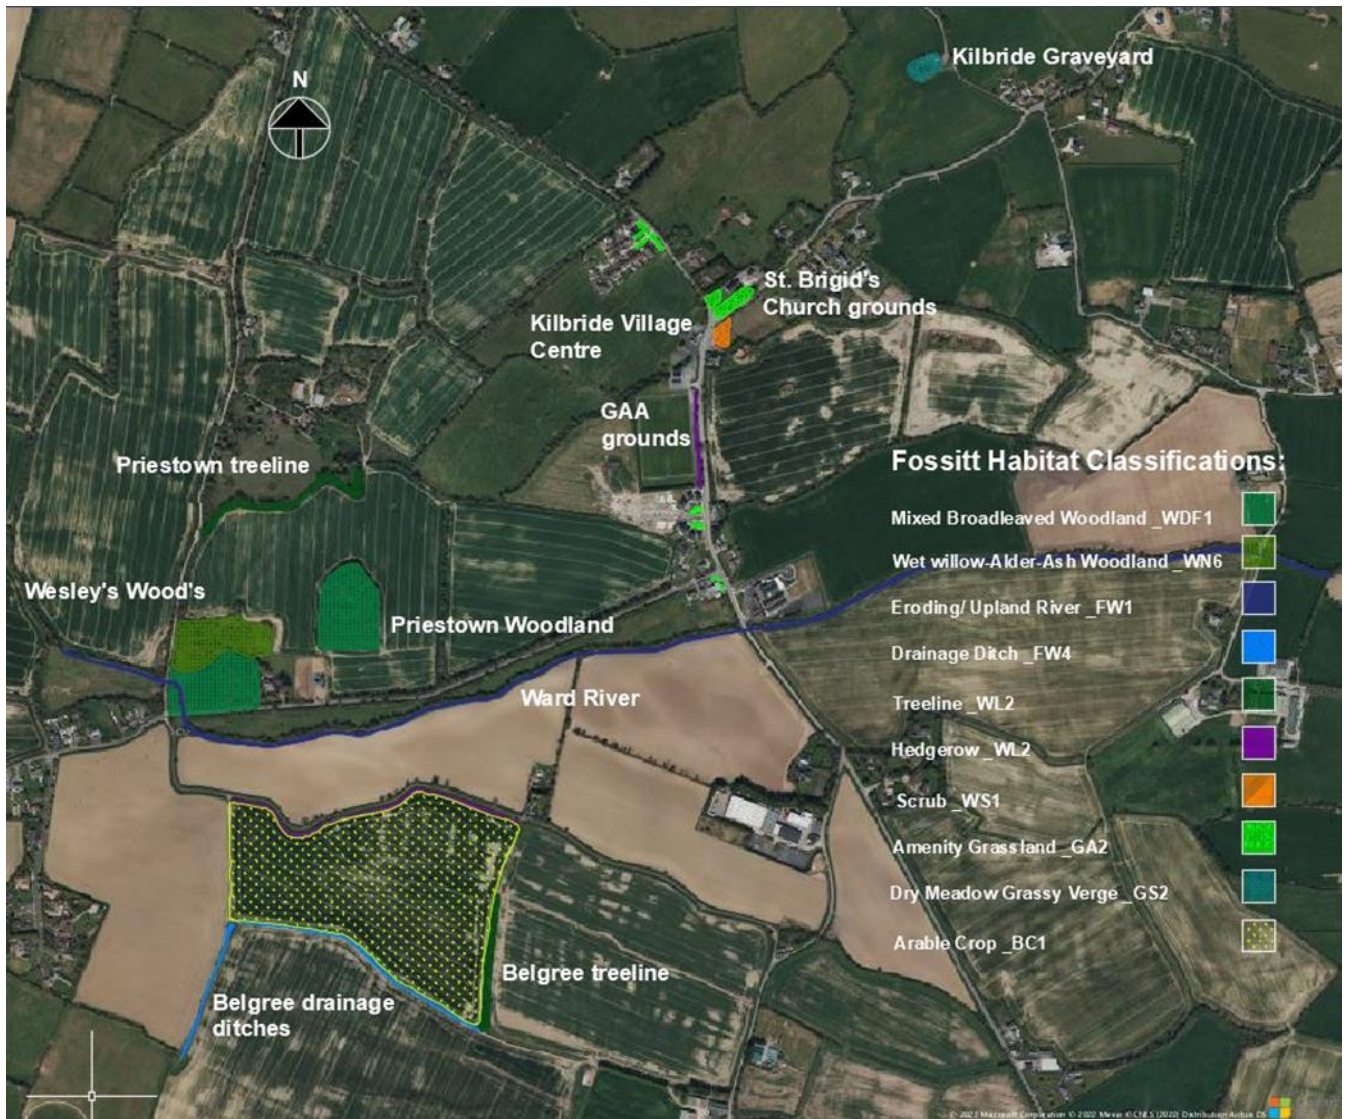 Kilbride Graveyard
N
St. Brigid's
Church grounds
Kilbride Village
Centre
GAA
grounds
Priestown treeline
Fossitt Habitat Classifications:
Mixed Broadleaved Woodland _WDF1
Wet willow-Alder-Ash Woodland _WN6
Wesley's Wood's
Eroding/ Upland River _FW1
Priestown Woodland
Drainage Ditch _FW4
Ward River
Treeline _WL2
Hedgerow _WL2
Scrub _WS1
Amenity Grassland _GA2
Dry Meadow Grassy Verge _GS2
Arable Crop _BC1
Belgree treeline
Belgree drainage
ditches